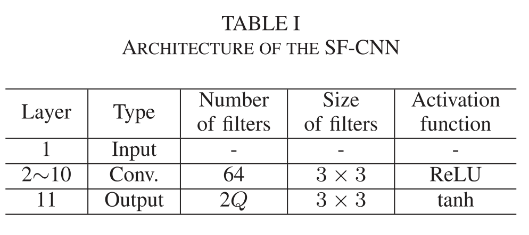 TABLE I
ARCHITECTURE OF THE SF-CNN
Layer Type Number of filters Size of filters Activation function
1 Input - - -
2∼10 Conv. 64 3 × 3 ReLU
11 Output 2Q 3 × 3 tanh